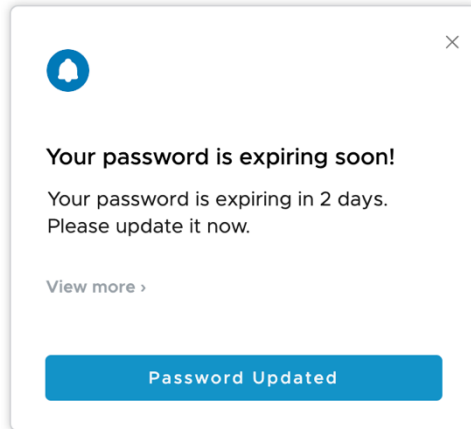 Your password is expiring soon!
Your password is expiring in 2 days.
Please update it now.
View more ›
Password Updated